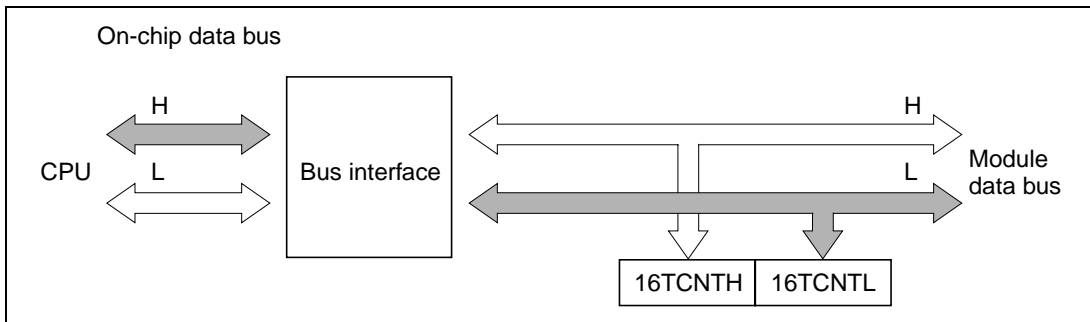 On-chip data bus
H
H
CPU
L
Bus interface
L
Module
data bus
16TCNTH
16TCNTL